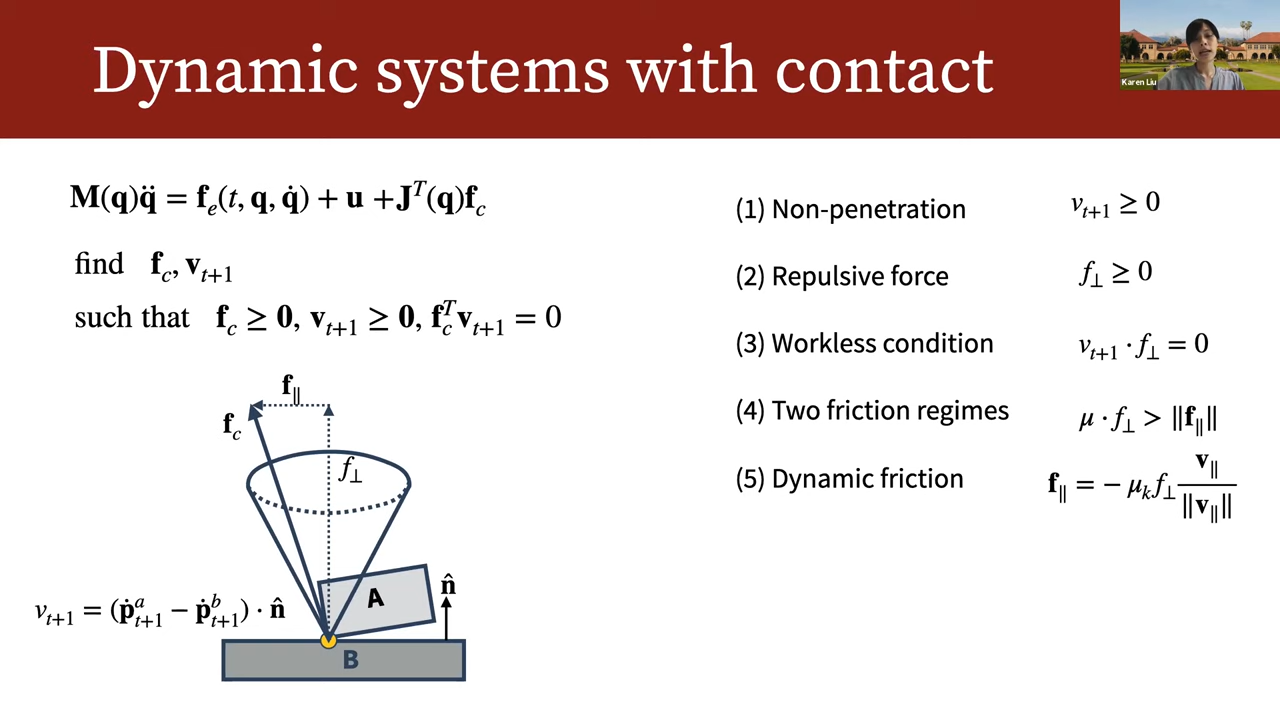 Dynamic systems with contact
Karen Liu
M(q)q̈ = fₑ(t, q, q̇) + u + Jᵀ(q)f_c
find f_c, v_{t+1}
such that f_c ≥ 0, v_{t+1} ≥ 0, f_c^T v_{t+1} = 0
f_∥
f_c
f_⊥
A
n̂
v_{t+1} = (ṗ^a_{t+1} − ṗ^b_{t+1}) · n̂
B
(1) Non-penetration v_{t+1} ≥ 0
(2) Repulsive force f_⊥ ≥ 0
(3) Workless condition v_{t+1} · f_⊥ = 0
(4) Two friction regimes μ · f_⊥ > ‖f_∥‖
(5) Dynamic friction f_∥ = − μ_k f_⊥ v_∥ / ‖v_∥‖